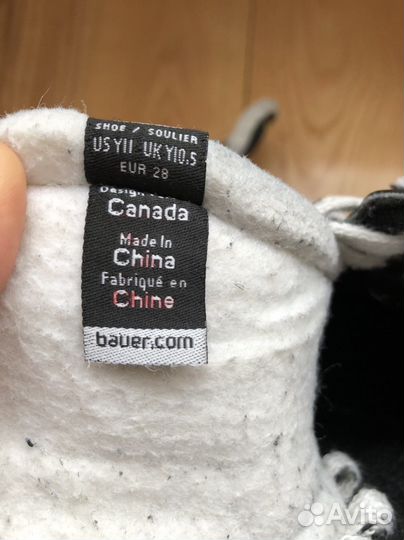 SHOE / SOULIER
US Y11 UK Y10.5
EUR 28
Canada
Made in
China
Fabriqué en
Chine
bauer.com
Avito